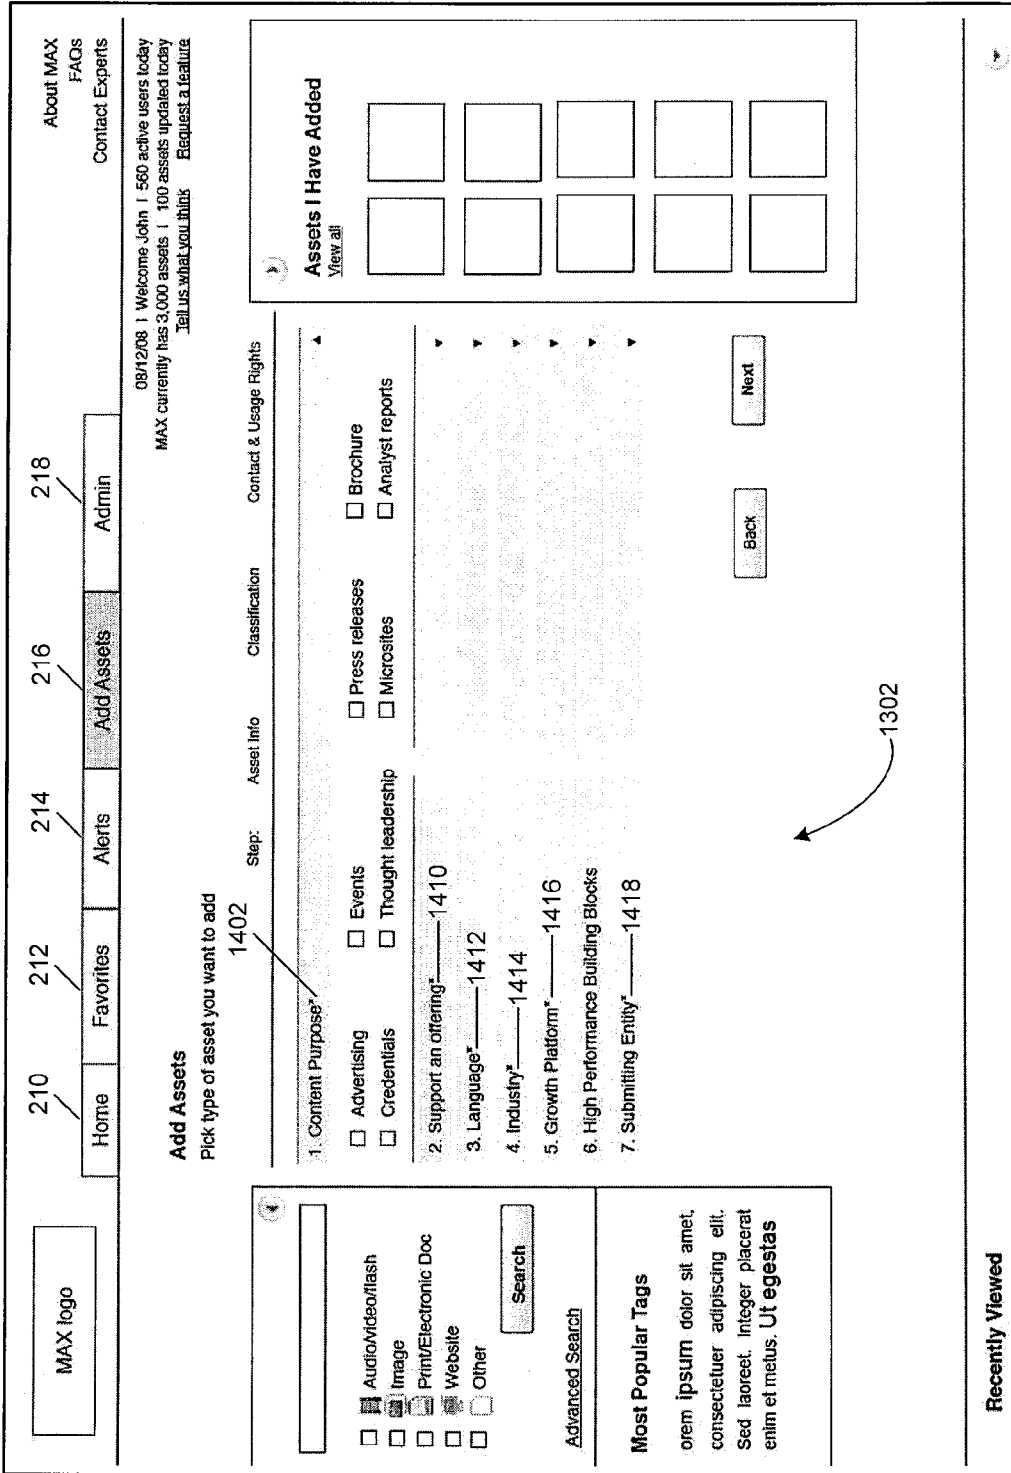 MAX logo
210
212
214
216
218
Home
Favorites
Alerts
Add Assets
Admin
About MAX
FAQs
Contact Experts
08/12/08 | Welcome John | 560 active users today
MAX currently has 3,000 assets | 100 assets updated today
Tell us what you think Request a feature
Add Assets
Pick type of asset you want to add
1402
Step: Asset Info Classification Contact & Usage Rights
1. Content Purpose*
Advertising Events Press releases Brochure
Credentials Thought leadership Microsites Analyst reports
2. Support an offering* 1410
3. Language* 1412
4. Industry* 1414
5. Growth Platform* 1416
6. High Performance Building Blocks
7. Submitting Entity* 1418
Back
Next
1302
Audio/video/flash
Image
Print/Electronic Doc
Website
Other
Search
Advanced Search
Most Popular Tags
orem ipsum dolor sit amet,
consectetuer adipiscing elit.
Sed laoreet. Integer placerat
enim et metus. Ut egestas
Assets I Have Added
View all
Recently Viewed